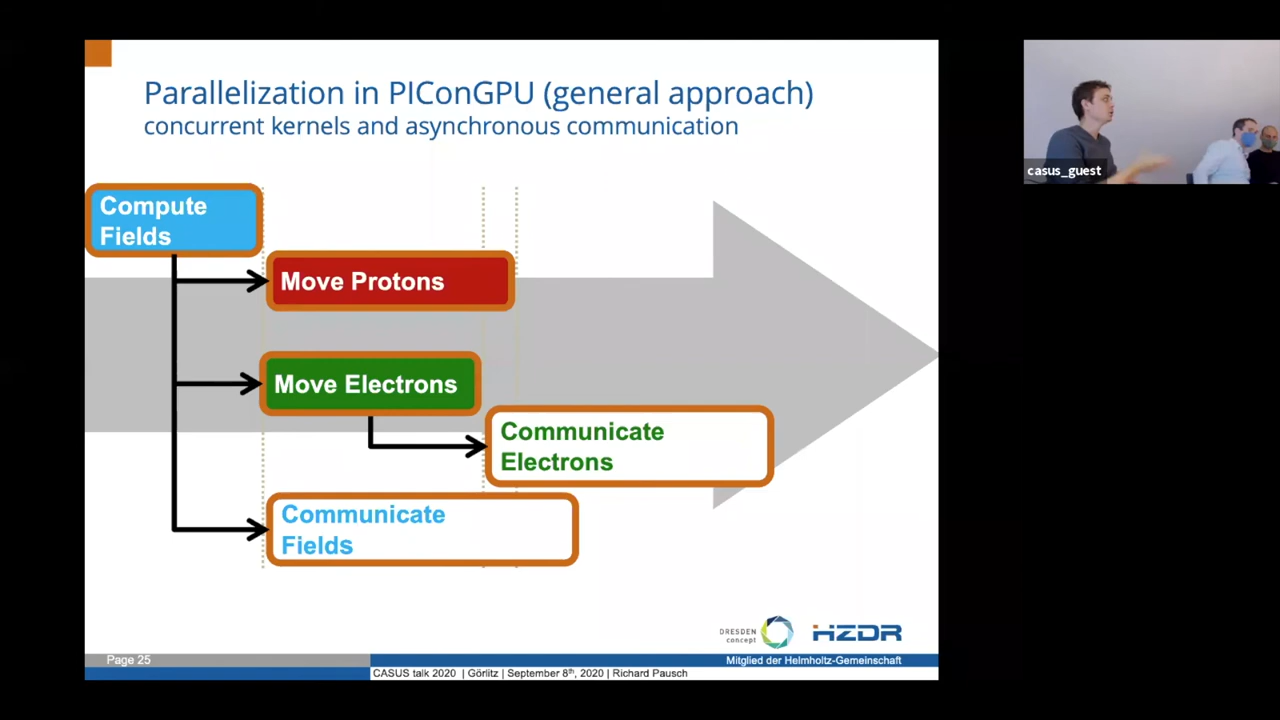 Parallelization in PIConGPU (general approach)
concurrent kernels and asynchronous communication
casus_guest
Compute
Fields
Move Protons
Move Electrons
Communicate
Electrons
Communicate
Fields
DRESDEN
concept
HZDR
Page 25
Mitglied der Helmholtz-Gemeinschaft
CASUS talk 2020 | Görlitz | September 8th, 2020 | Richard Pausch